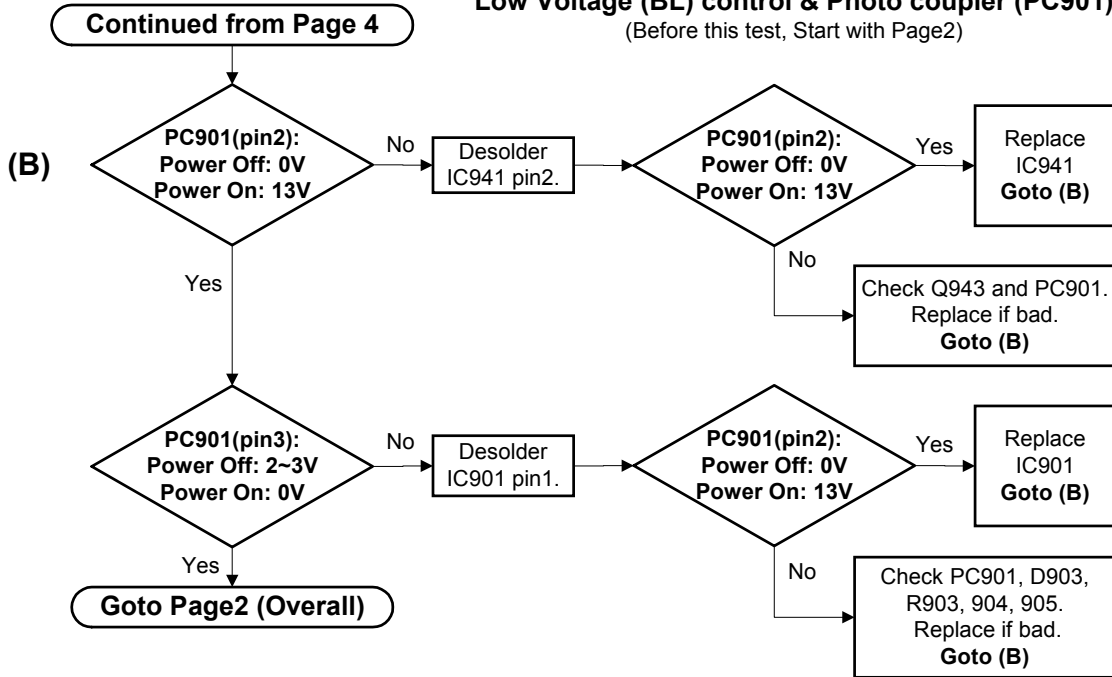 Low Voltage (BL) control & Photo coupler (PC901)
(Before this test, Start with Page2)
Continued from Page 4
(B)
PC901(pin2):
Power Off: 0V
Power On: 13V
No
Desolder
IC941 pin2.
PC901(pin2):
Power Off: 0V
Power On: 13V
Yes
Replace
IC941
Goto (B)
No
Check Q943 and PC901.
Replace if bad.
Goto (B)
Yes
PC901(pin3):
Power Off: 2~3V
Power On: 0V
No
Desolder
IC901 pin1.
PC901(pin2):
Power Off: 0V
Power On: 13V
Yes
Replace
IC901
Goto (B)
No
Check PC901, D903,
R903, 904, 905.
Replace if bad.
Goto (B)
Yes
Goto Page2 (Overall)